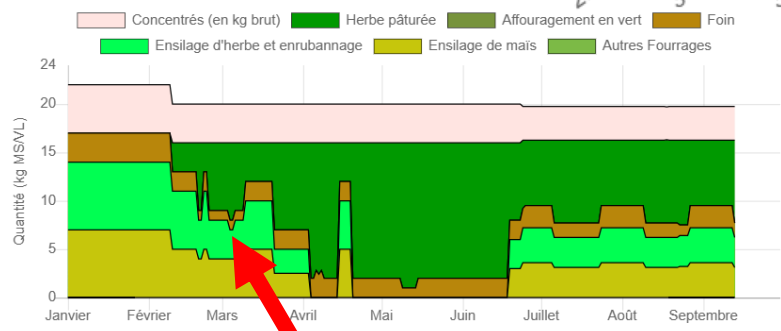 Concentrés (en kg brut) Herbe pâturée Affouragement en vert Foin
Ensilage d'herbe et enrubannage Ensilage de maïs Autres Fourrages
Quantité (kg MS/VL)
24
20
15
10
5
0
Janvier Février Mars Avril Mai Juin Juillet Août Septembre